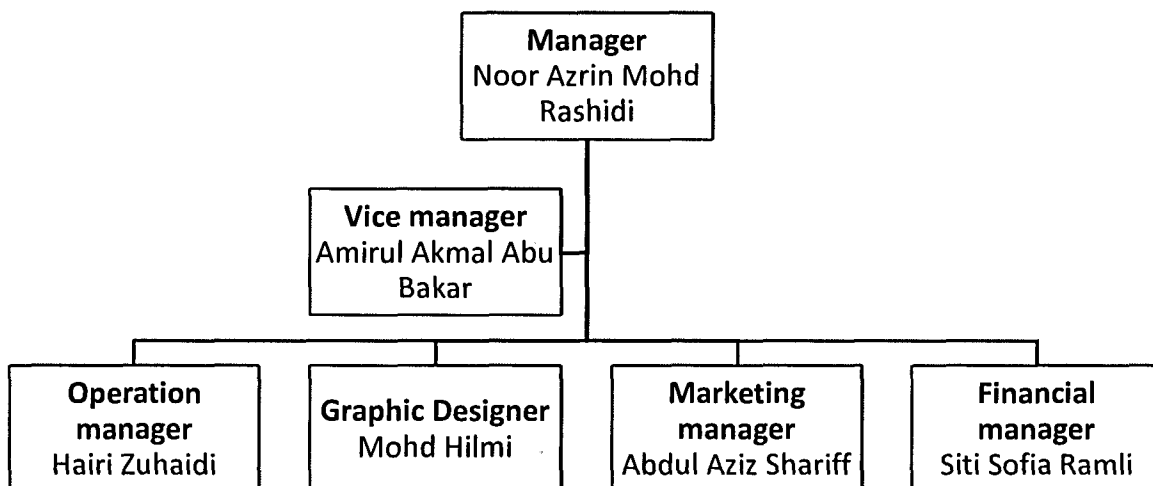 Manager
Noor Azrin Mohd
Rashidi
Vice manager
Amirul Akmal Abu
Bakar
Operation
manager
Hairi Zuhaidi
Graphic Designer
Mohd Hilmi
Marketing
manager
Abdul Aziz Shariff
Financial
manager
Siti Sofia Ramli